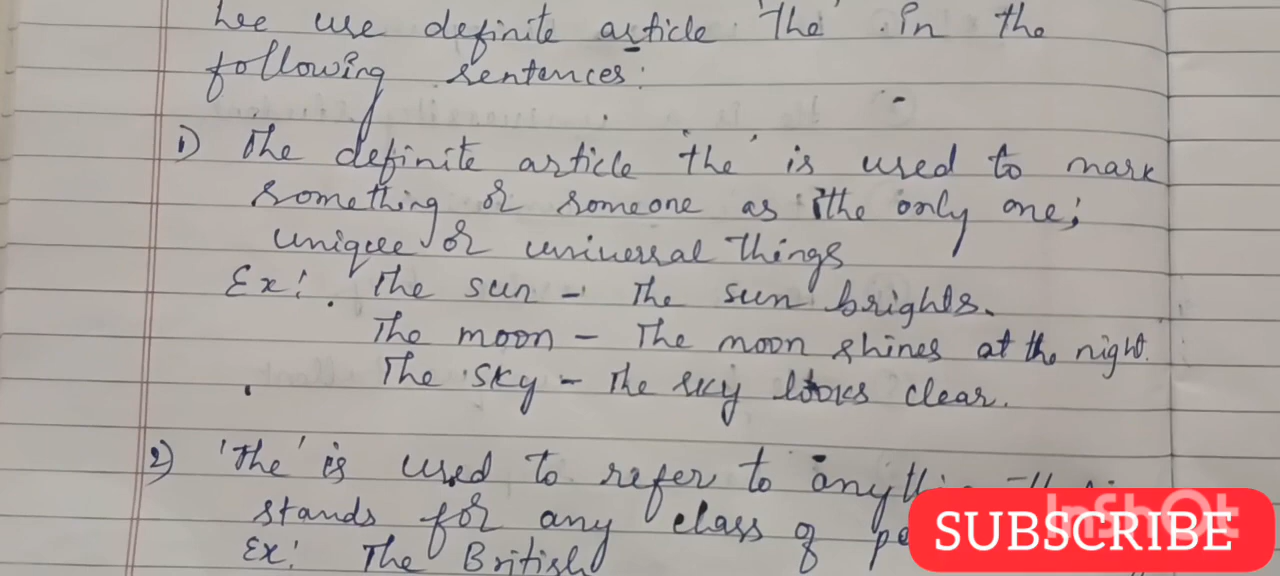 We use definite article 'The' in the
following sentences:
1) The definite article 'the' is used to mark
something or someone as the only one;
unique or universal things
Ex: The sun - The sun brights.
The moon - The moon shines at the night.
The sky - The sky looks clear.
2) 'The' is used to refer to
stands for any class of
Ex: The British
InShOt
SUBSCRIBE